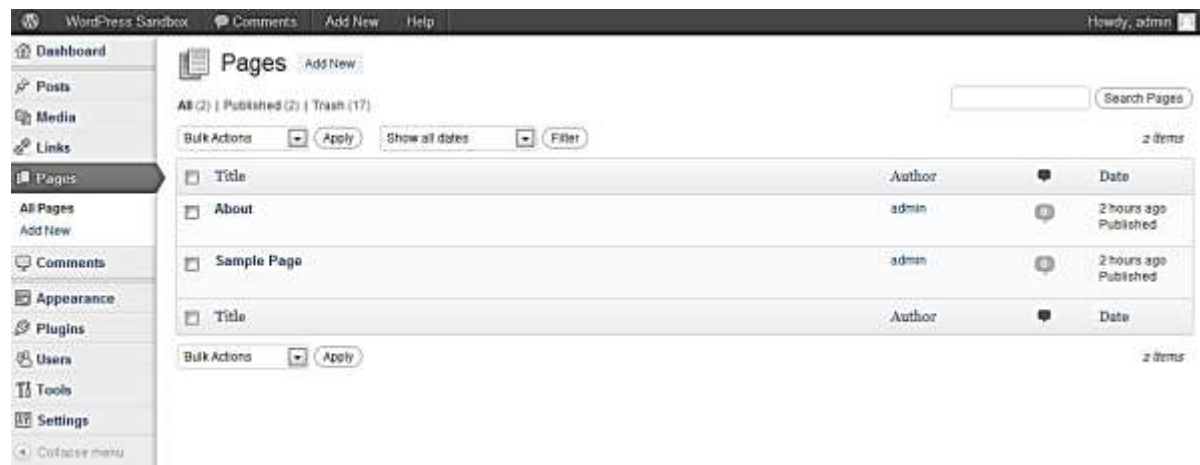 WordPress Sandbox Comments Add New Help Howdy, admin
Dashboard
Posts
Media
Links
Pages
All Pages
Add New
Comments
Appearance
Plugins
Users
Tools
Settings
Collapse menu
Pages Add New
All (2) | Published (2) | Trash (17)
Search Pages
Bulk Actions Apply Show all dates Filter 2 items
Title Author Date
About admin 0 2 hours ago
Published
Sample Page admin 0 2 hours ago
Published
Title Author Date
Bulk Actions Apply 2 items